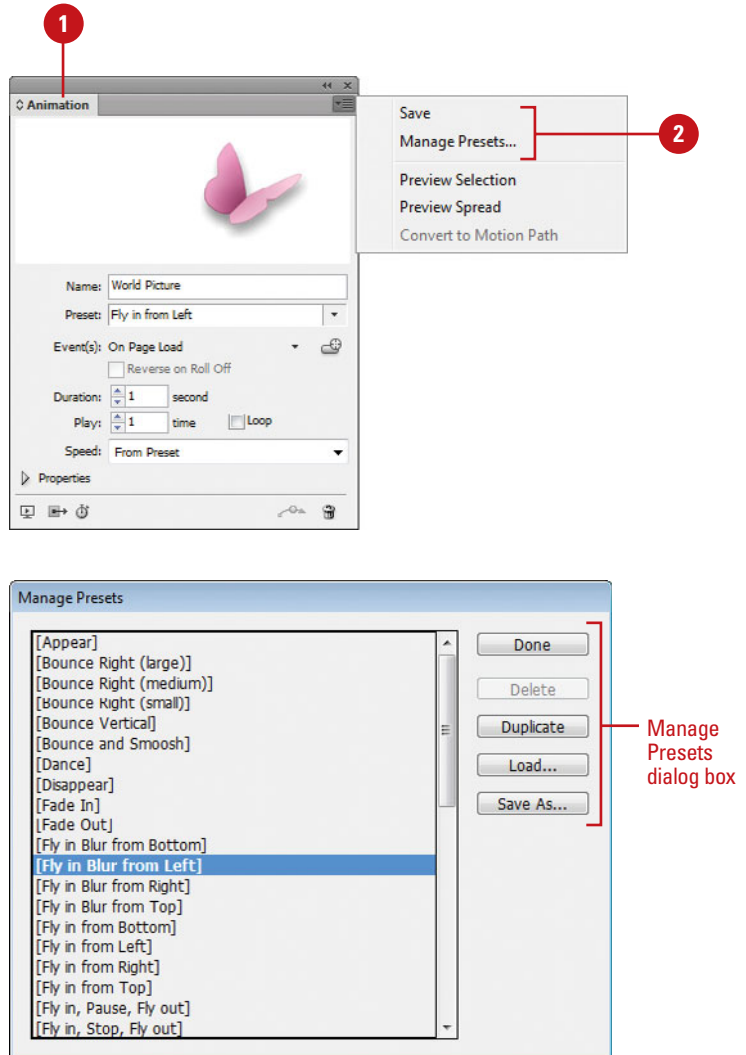 1
Animation
Save
Manage Presets...
2
Preview Selection
Preview Spread
Convert to Motion Path
Name: World Picture
Preset: Fly in from Left
Event(s): On Page Load
Reverse on Roll Off
Duration: 1 second
Play: 1 time Loop
Speed: From Preset
Properties
Manage Presets
[Appear]
[Bounce Right (large)]
[Bounce Right (medium)]
[Bounce Right (small)]
[Bounce Vertical]
[Bounce and Smoosh]
[Dance]
[Disappear]
[Fade In]
[Fade Out]
[Fly in Blur from Bottom]
[Fly in Blur from Left]
[Fly in Blur from Right]
[Fly in Blur from Top]
[Fly in from Bottom]
[Fly in from Left]
[Fly in from Right]
[Fly in from Top]
[Fly in, Pause, Fly out]
[Fly in, Stop, Fly out]
Done
Delete
Duplicate
Load...
Save As...
Manage
Presets
dialog box